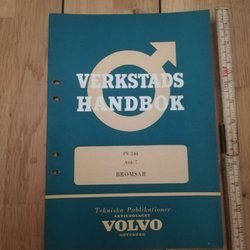 VERKSTADS
HANDBOK
PV 544
Avd 7
BROMSAR
Tekniska Publikationer
AKTIEBOLAGET
VOLVO
GÖTEBORG